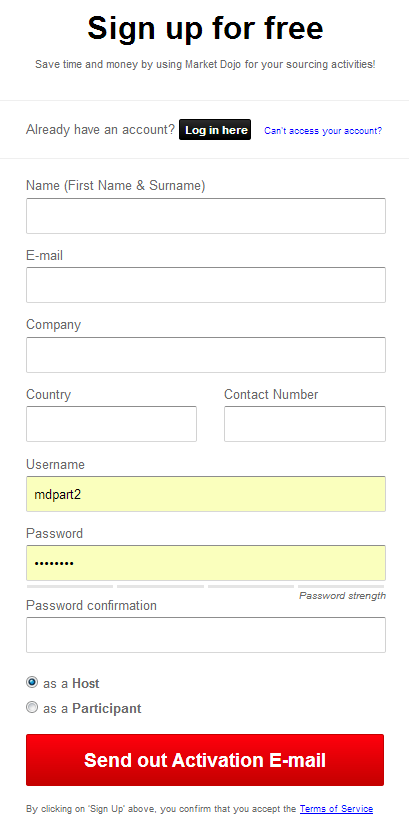 Sign up for free
Save time and money by using Market Dojo for your sourcing activities!
Already have an account? Log in here Can't access your account?
Name (First Name & Surname)
E-mail
Company
Country Contact Number
Username
mdpart2
Password
••••••••
Password strength
Password confirmation
as a Host
as a Participant
Send out Activation E-mail
By clicking on 'Sign Up' above, you confirm that you accept the Terms of Service